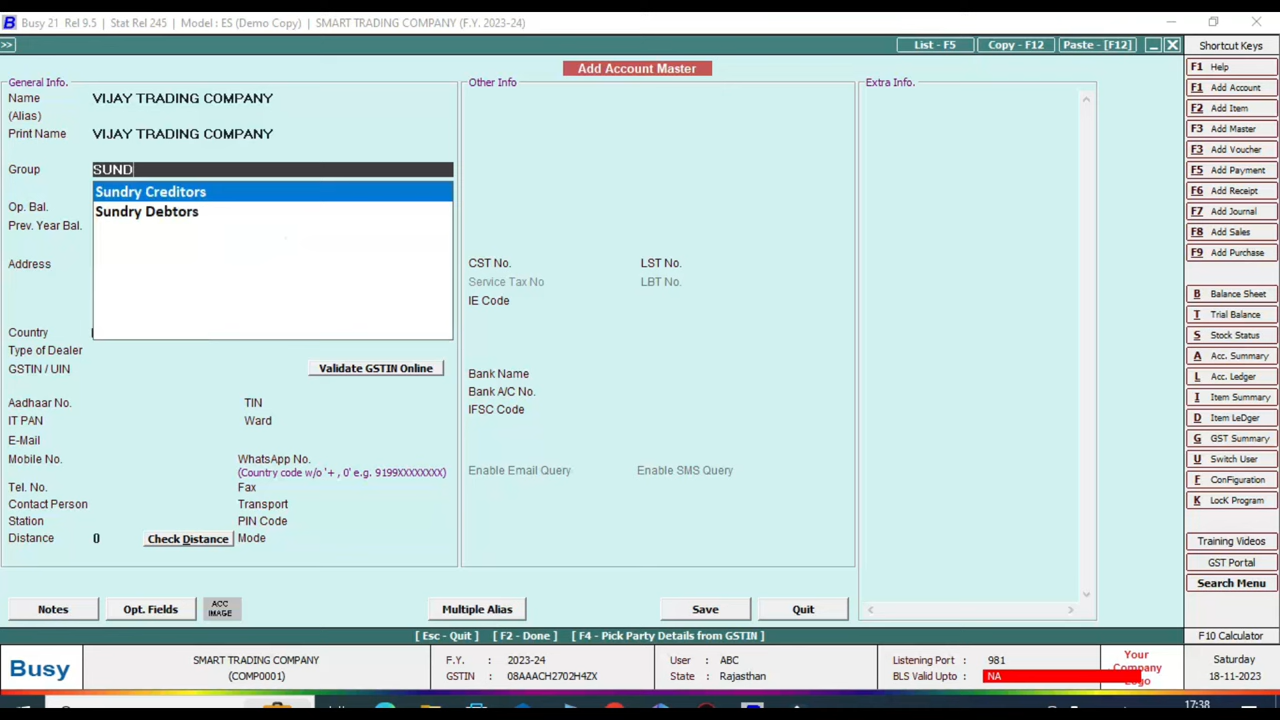 Busy 21 Rel 9.5 | Stat Rel 245 | Model : ES (Demo Copy) | SMART TRADING COMPANY (F.Y. 2023-24)
>> List - F5 Copy - F12 Paste - [F12] Shortcut Keys
Add Account Master
General Info.
Name VIJAY TRADING COMPANY
(Alias)
Print Name VIJAY TRADING COMPANY
Group SUND
Sundry Creditors
Sundry Debtors
Op. Bal.
Prev. Year Bal.
Address
Country
Type of Dealer
GSTIN / UIN Validate GSTIN Online
Aadhaar No. TIN
IT PAN Ward
E-Mail
Mobile No. WhatsApp No.
(Country code w/o '+ , 0' e.g. 9199XXXXXXXX)
Tel. No. Fax
Contact Person Transport
Station PIN Code
Distance 0 Check Distance Mode
Other Info
CST No. LST No.
Service Tax No LBT No.
IE Code
Bank Name
Bank A/C No.
IFSC Code
Enable Email Query Enable SMS Query
Extra Info.
Notes Opt. Fields ACC IMAGE Multiple Alias Save Quit
[ Esc - Quit ] [ F2 - Done ] [ F4 - Pick Party Details from GSTIN ]
F1 Help
F1 Add Account
F2 Add Item
F3 Add Master
F3 Add Voucher
F5 Add Payment
F6 Add Receipt
F7 Add Journal
F8 Add Sales
F9 Add Purchase
B Balance Sheet
T Trial Balance
S Stock Status
A Acc. Summary
L Acc. Ledger
I Item Summary
D Item LeDger
G GST Summary
U Switch User
F ConFiguration
K LocK Program
Training Videos
GST Portal
Search Menu
F10 Calculator
Busy
SMART TRADING COMPANY
(COMP0001)
F.Y. : 2023-24
GSTIN : 08AAACH2702H4ZX
User : ABC
State : Rajasthan
Listening Port : 981
BLS Valid Upto : NA
Your
Company
Logo
Saturday
18-11-2023
17:38